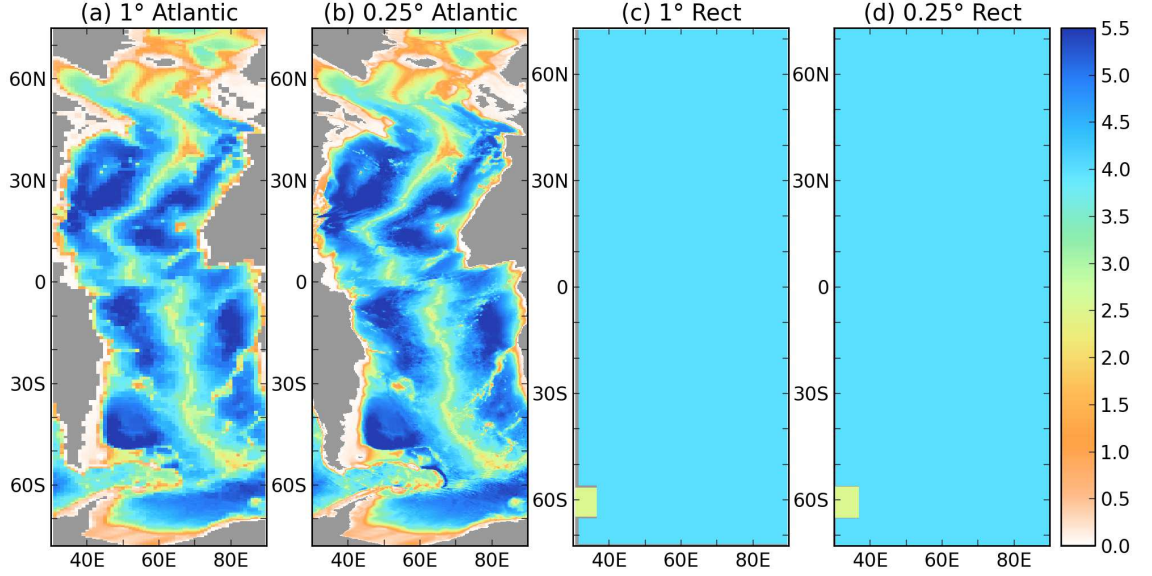 (a) 1° Atlantic
(b) 0.25° Atlantic
(c) 1° Rect
(d) 0.25° Rect
60N
30N
0
30S
60S
40E 60E 80E
60N
30N
0
30S
60S
40E 60E 80E
60N
30N
0
30S
60S
40E 60E 80E
60N
30N
0
30S
60S
40E 60E 80E
5.5
5.0
4.5
4.0
3.5
3.0
2.5
2.0
1.5
1.0
0.5
0.0